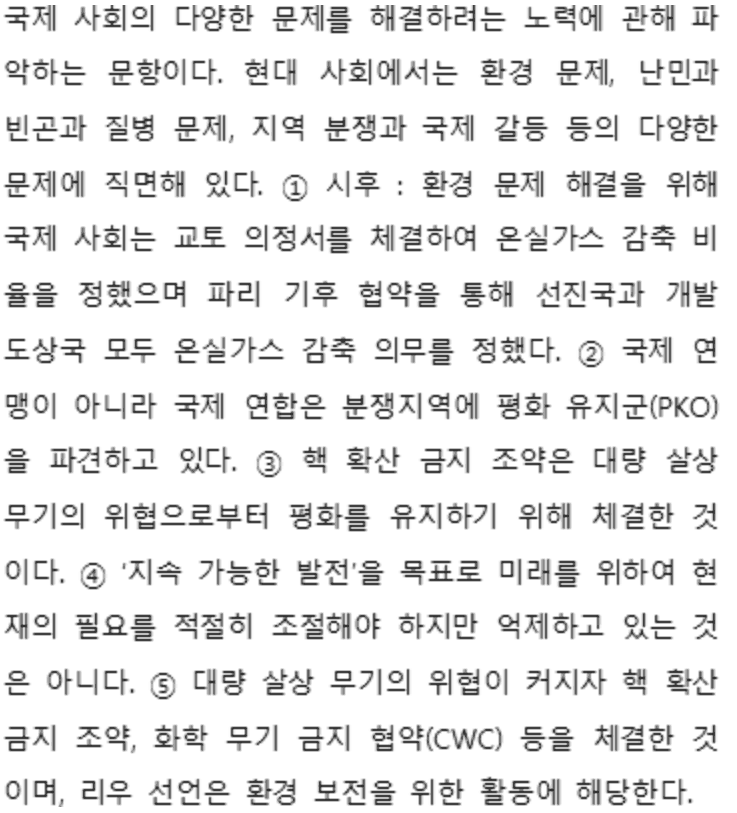 국제 사회의 다양한 문제를 해결하려는 노력에 관해 파
악하는 문항이다. 현대 사회에서는 환경 문제, 난민과
빈곤과 질병 문제, 지역 분쟁과 국제 갈등 등의 다양한
문제에 직면해 있다. ① 시후 : 환경 문제 해결을 위해
국제 사회는 교토 의정서를 체결하여 온실가스 감축 비
율을 정했으며 파리 기후 협약을 통해 선진국과 개발
도상국 모두 온실가스 감축 의무를 정했다. ② 국제 연
맹이 아니라 국제 연합은 분쟁지역에 평화 유지군(PKO)
을 파견하고 있다. ③ 핵 확산 금지 조약은 대량 살상
무기의 위협으로부터 평화를 유지하기 위해 체결한 것
이다. ④ '지속 가능한 발전'을 목표로 미래를 위하여 현
재의 필요를 적절히 조절해야 하지만 억제하고 있는 것
은 아니다. ⑤ 대량 살상 무기의 위협이 커지자 핵 확산
금지 조약, 화학 무기 금지 협약(CWC) 등을 체결한 것
이며, 리우 선언은 환경 보전을 위한 활동에 해당한다.